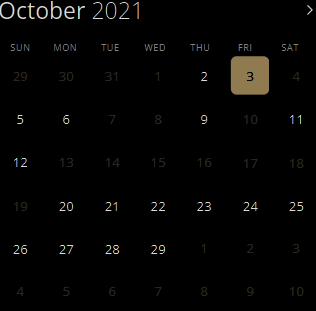 October 2021 >
SUN MON TUE WED THU FRI SAT
29 30 31 1 2 3 4
5 6 7 8 9 10 11
12 13 14 15 16 17 18
19 20 21 22 23 24 25
26 27 28 29 1 2 3
4 5 6 7 8 9 10